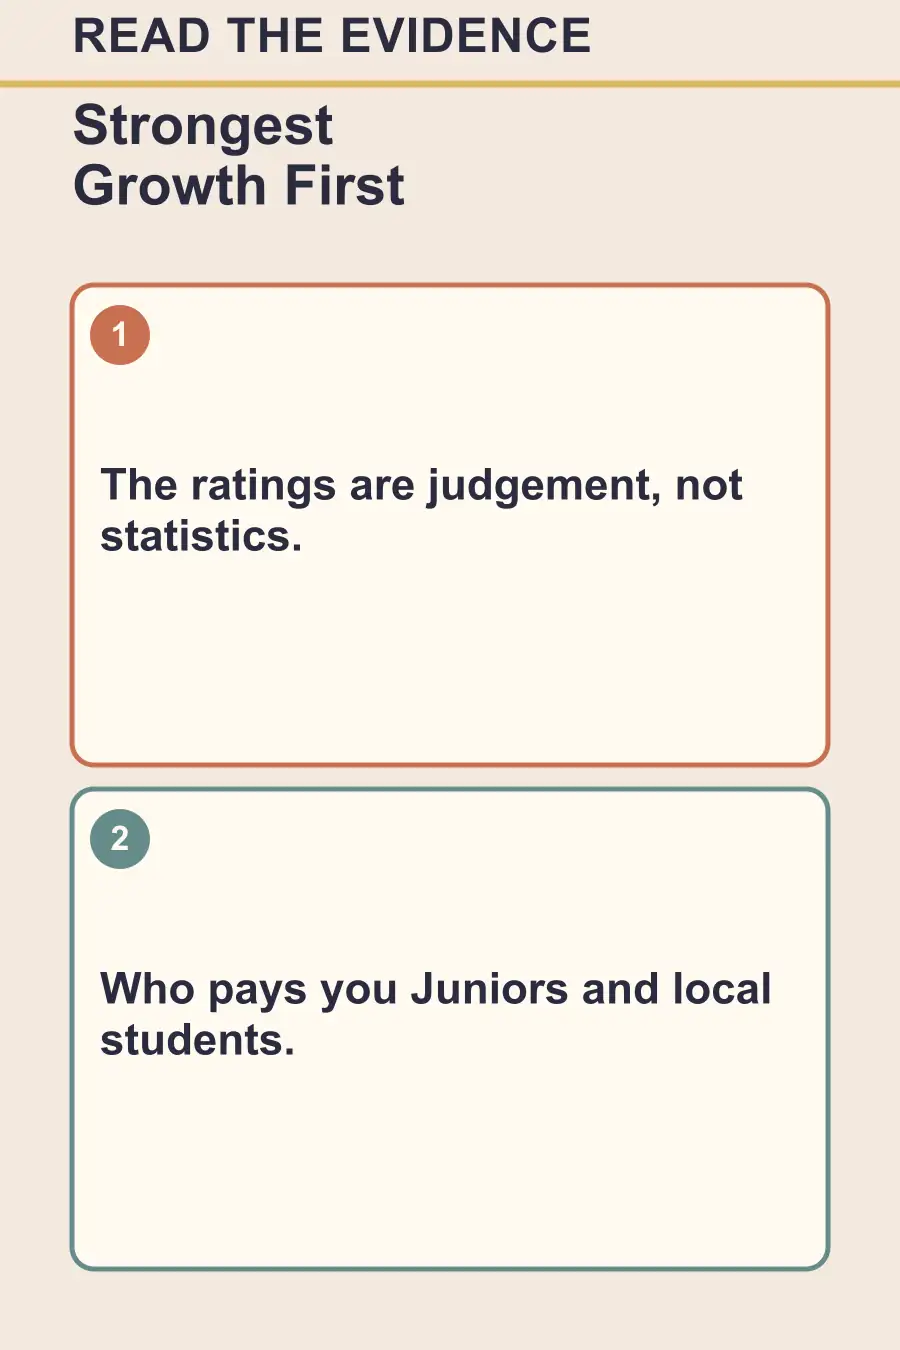 READ THE EVIDENCE
Strongest
Growth First
1
The ratings are judgement, not
statistics.
2
Who pays you Juniors and local
students.